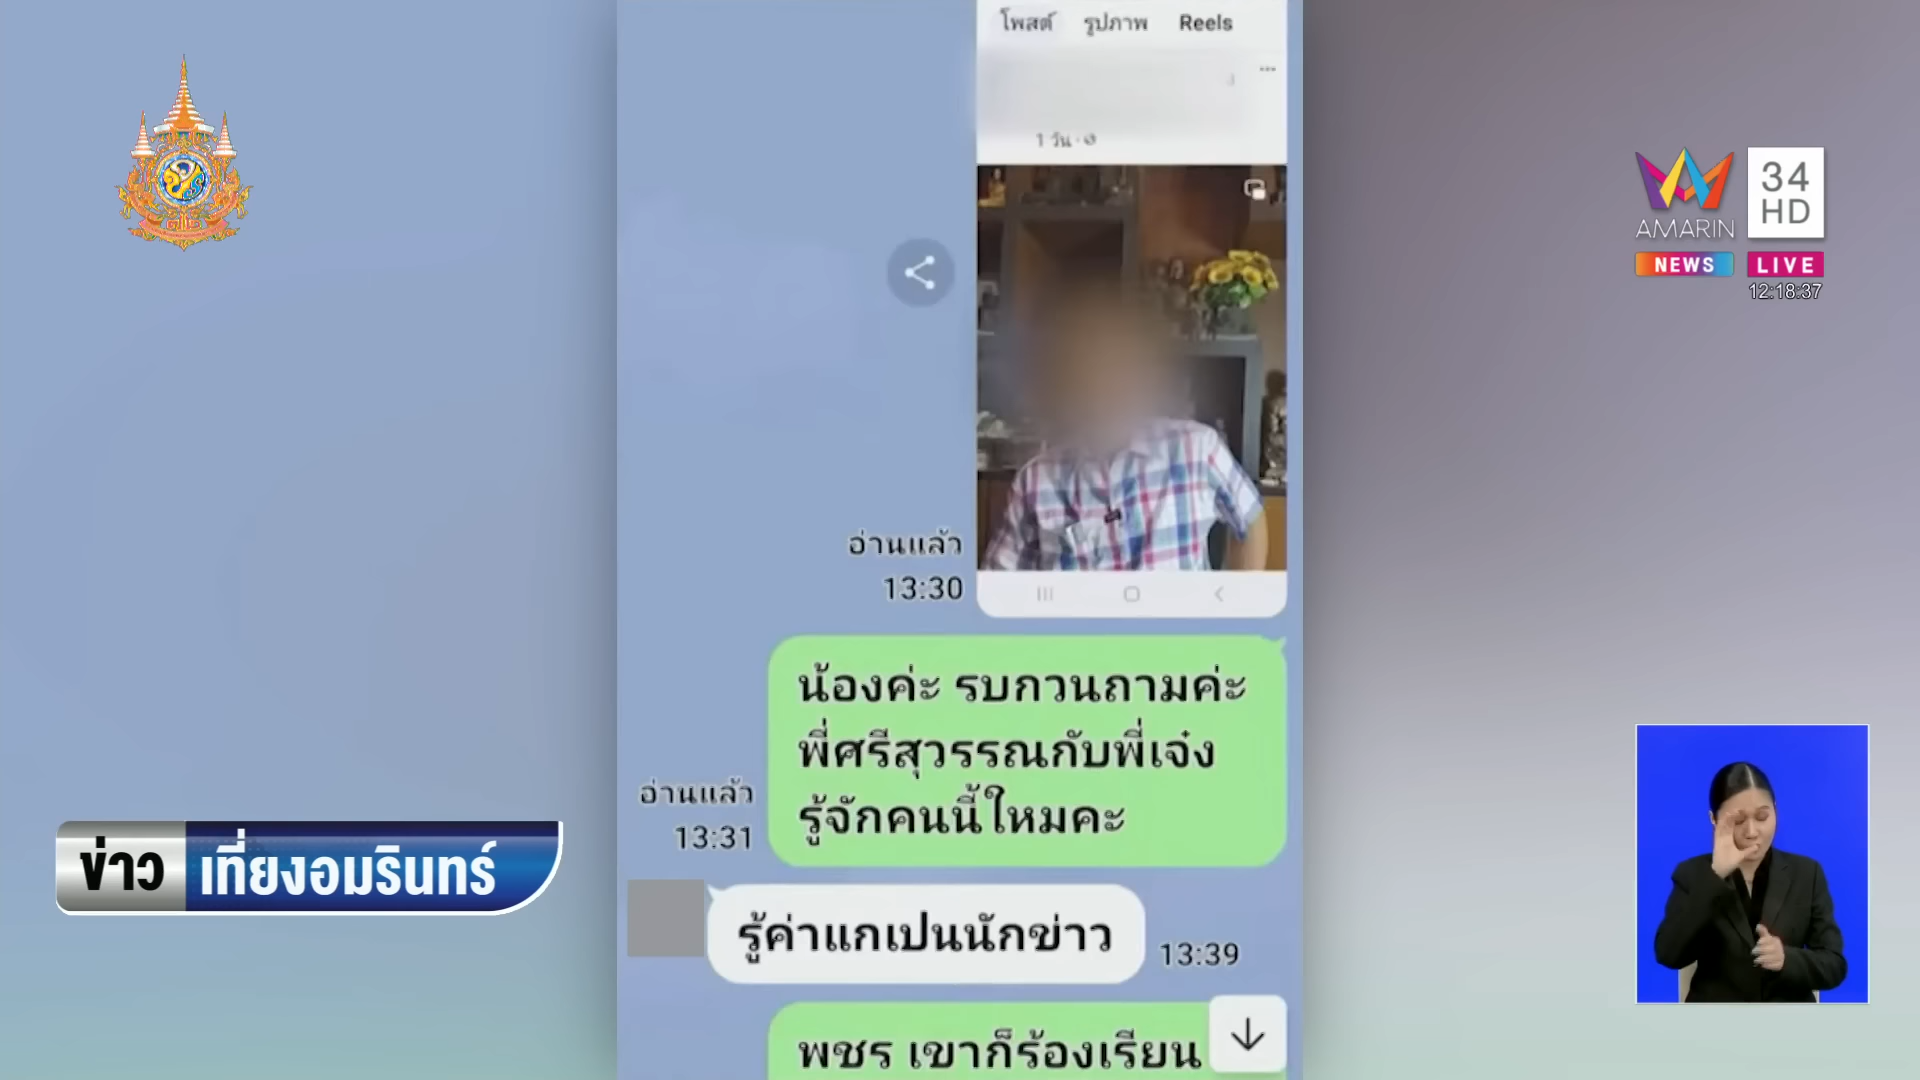 โพสต์ รูปภาพ Reels
1 วัน
34
HD
AMARIN
NEWS LIVE
12:18:37
อ่านแล้ว
13:30
น้องค่ะ รบกวนถามค่ะ
พี่ศรีสุวรรณกับพี่เจ๋ง
รู้จักคนนี้ใหมคะ
อ่านแล้ว
13:31
รู้ค่าแกเปนนักข่าว
13:39
พชร เขาก็ร้องเรียน
ข่าว เที่ยงอมรินทร์